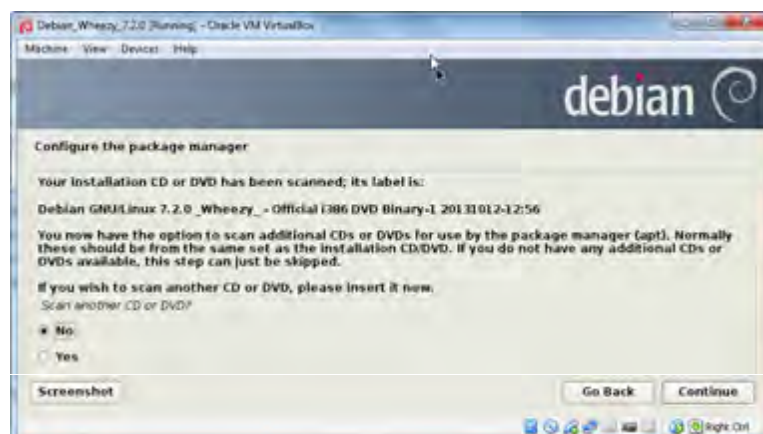 Debian_Wheezy_7.2.0 [Running] - Oracle VM VirtualBox
Machine View Devices Help
debian
Configure the package manager
Your installation CD or DVD has been scanned; its label is:
Debian GNU/Linux 7.2.0 _Wheezy_ - Official i386 DVD Binary-1 20131012-12:56
You now have the option to scan additional CDs or DVDs for use by the package manager (apt). Normally
these should be from the same set as the installation CD/DVD. If you do not have any additional CDs or
DVDs available, this step can just be skipped.
If you wish to scan another CD or DVD, please insert it now.
Scan another CD or DVD?
No
Yes
Screenshot
Go Back
Continue
Right Ctrl